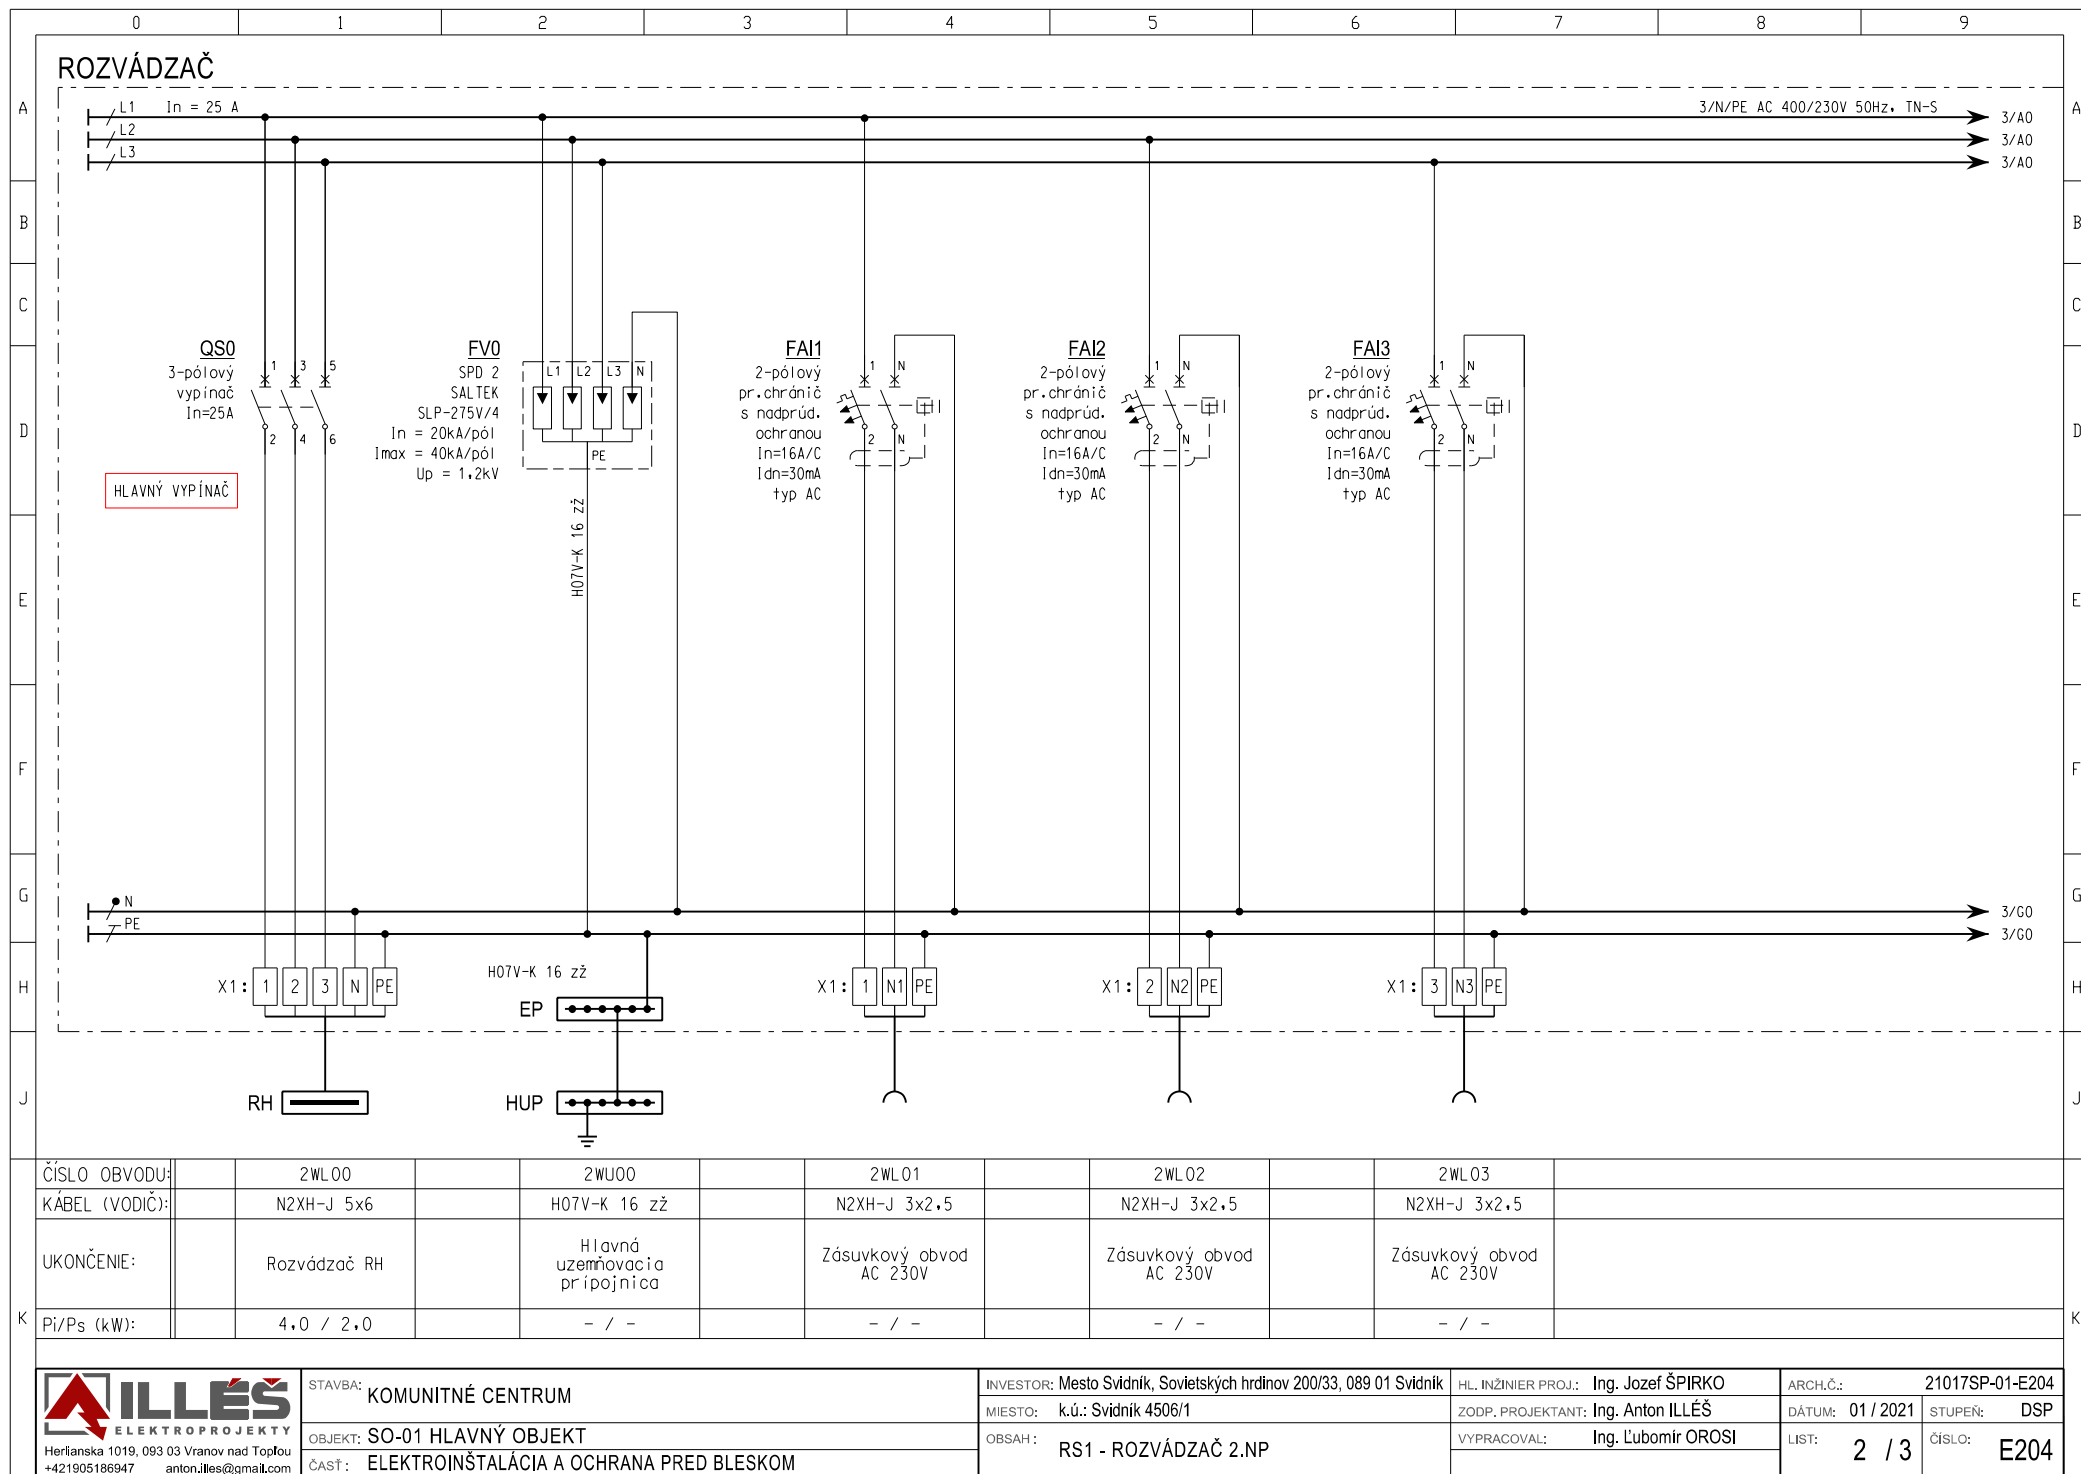 0 1 2 3 4 5 6 7 8 9
ROZVÁDZAČ
A A
B B
C C
D D
E E
F F
G G
H H
J J
K K
L1 In = 25 A
L2
L3
3/N/PE AC 400/230V 50Hz, TN-S
3/A0
3/A0
3/A0
QS0
3-pólový
vypínač
In=25A
1 3 5
2 4 6
HLAVNÝ VYPÍNAČ
FV0
SPD 2
SALTEK
SLP-275V/4
In = 20kA/pól
Imax = 40kA/pól
Up = 1,2kV
L1 L2 L3 N
PE
H07V-K 16 zž
FAI1
2-pólový
pr.chránič
s nadprúd.
ochranou
In=16A/C
Idn=30mA
typ AC
1 N
I
2 N
FAI2
2-pólový
pr.chránič
s nadprúd.
ochranou
In=16A/C
Idn=30mA
typ AC
1 N
I
2 N
FAI3
2-pólový
pr.chránič
s nadprúd.
ochranou
In=16A/C
Idn=30mA
typ AC
1 N
I
2 N
N
PE
3/G0
3/G0
X1: 1 2 3 N PE
H07V-K 16 zž
EP
X1: 1 N1 PE
X1: 2 N2 PE
X1: 3 N3 PE
RH
HUP
ČÍSLO OBVODU: 2WL00 2WU00 2WL01 2WL02 2WL03
KÁBEL (VODIČ): N2XH-J 5x6 H07V-K 16 zž N2XH-J 3x2,5 N2XH-J 3x2,5 N2XH-J 3x2,5
UKONČENIE:
Rozvádzač RH
Hlavná
uzemňovacia
prípojnica
Zásuvkový obvod
AC 230V
Zásuvkový obvod
AC 230V
Zásuvkový obvod
AC 230V
Pi/Ps (kW): 4,0 / 2,0 - / - - / - - / - - / -
ILLÉŠ
ELEKTROPROJEKTY
Herlianska 1019, 093 03 Vranov nad Topľou
+421905186947 anton.illes@gmail.com
STAVBA: KOMUNITNÉ CENTRUM
OBJEKT: SO-01 HLAVNÝ OBJEKT
ČASŤ: ELEKTROINŠTALÁCIA A OCHRANA PRED BLESKOM
INVESTOR: Mesto Svidník, Sovietských hrdinov 200/33, 089 01 Svidník
MIESTO: k.ú.: Svidník 4506/1
OBSAH: RS1 - ROZVÁDZAČ 2.NP
HL. INŽINIER PROJ.: Ing. Jozef ŠPIRKO
ZODP. PROJEKTANT: Ing. Anton ILLÉŠ
VYPRACOVAL: Ing. Ľubomír OROSI
ARCH.Č.: 21017SP-01-E204
DÁTUM: 01 / 2021 STUPEŇ: DSP
LIST: 2 / 3 ČÍSLO: E204